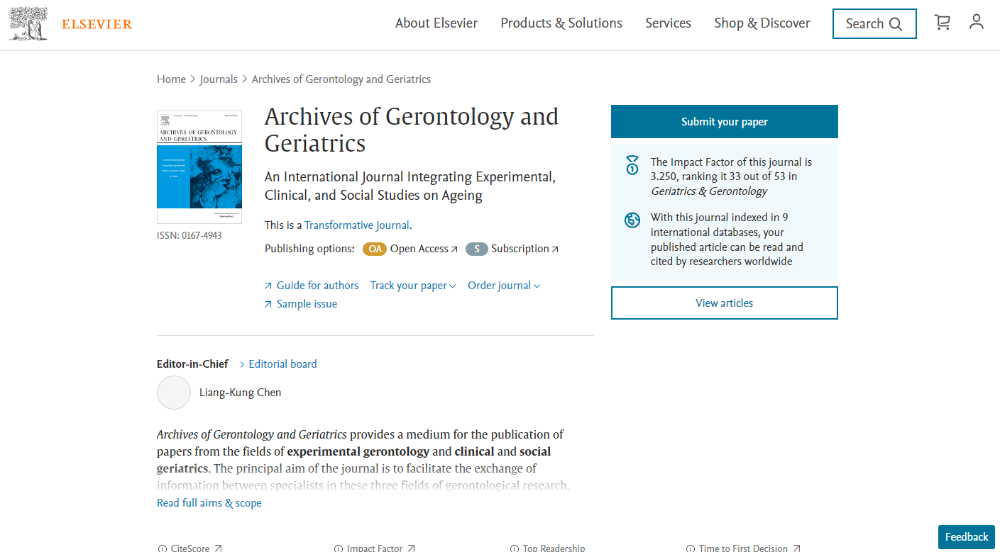 ELSEVIER
About Elsevier
Products & Solutions
Services
Shop & Discover
Search
Home > Journals > Archives of Gerontology and Geriatrics
ARCHIVES OF GERONTOLOGY
AND GERIATRICS
ISSN: 0167-4943
Archives of Gerontology and
Geriatrics
An International Journal Integrating Experimental,
Clinical, and Social Studies on Ageing
This is a Transformative Journal.
Publishing options: OA Open Access S Subscription
Guide for authors Track your paper Order journal
Sample issue
Submit your paper
1
The Impact Factor of this journal is
3.250, ranking it 33 out of 53 in
Geriatrics & Gerontology
With this journal indexed in 9
international databases, your
published article can be read and
cited by researchers worldwide
View articles
Editor-in-Chief > Editorial board
Liang-Kung Chen
Archives of Gerontology and Geriatrics provides a medium for the publication of
papers from the fields of experimental gerontology and clinical and social
geriatrics. The principal aim of the journal is to facilitate the exchange of
information between specialists in these three fields of gerontological research.
Read full aims & scope
CiteScore
Impact Factor
Top Readership
Time to First Decision
Feedback